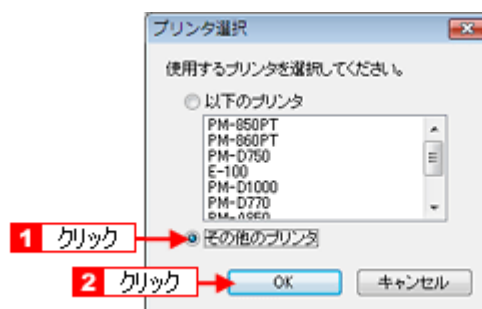 プリンタ選択
使用するプリンタを選択してください。
以下のプリンタ
PM-850PT
PM-860PT
PM-D750
E-100
PM-D1000
PM-D770
PM-A950
1 クリック
その他のプリンタ
2 クリック
OK
キャンセル